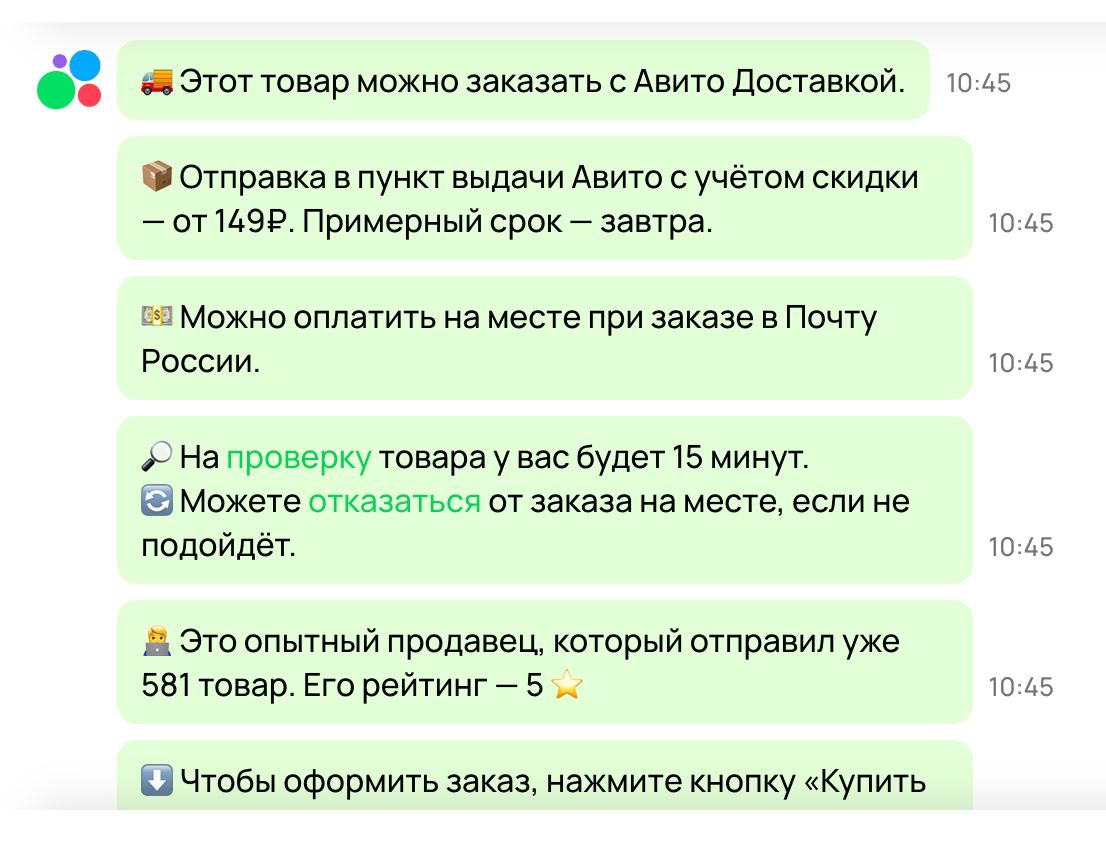 🚚 Этот товар можно заказать с Авито Доставкой.
10:45
📦 Отправка в пункт выдачи Авито с учётом скидки
— от 149₽. Примерный срок — завтра.
10:45
💵 Можно оплатить на месте при заказе в Почту
России.
10:45
🔎 На проверку товара у вас будет 15 минут.
🔄 Можете отказаться от заказа на месте, если не
подойдёт.
10:45
🧑‍💻 Это опытный продавец, который отправил уже
581 товар. Его рейтинг — 5 ⭐
10:45
⬇️ Чтобы оформить заказ, нажмите кнопку «Купить